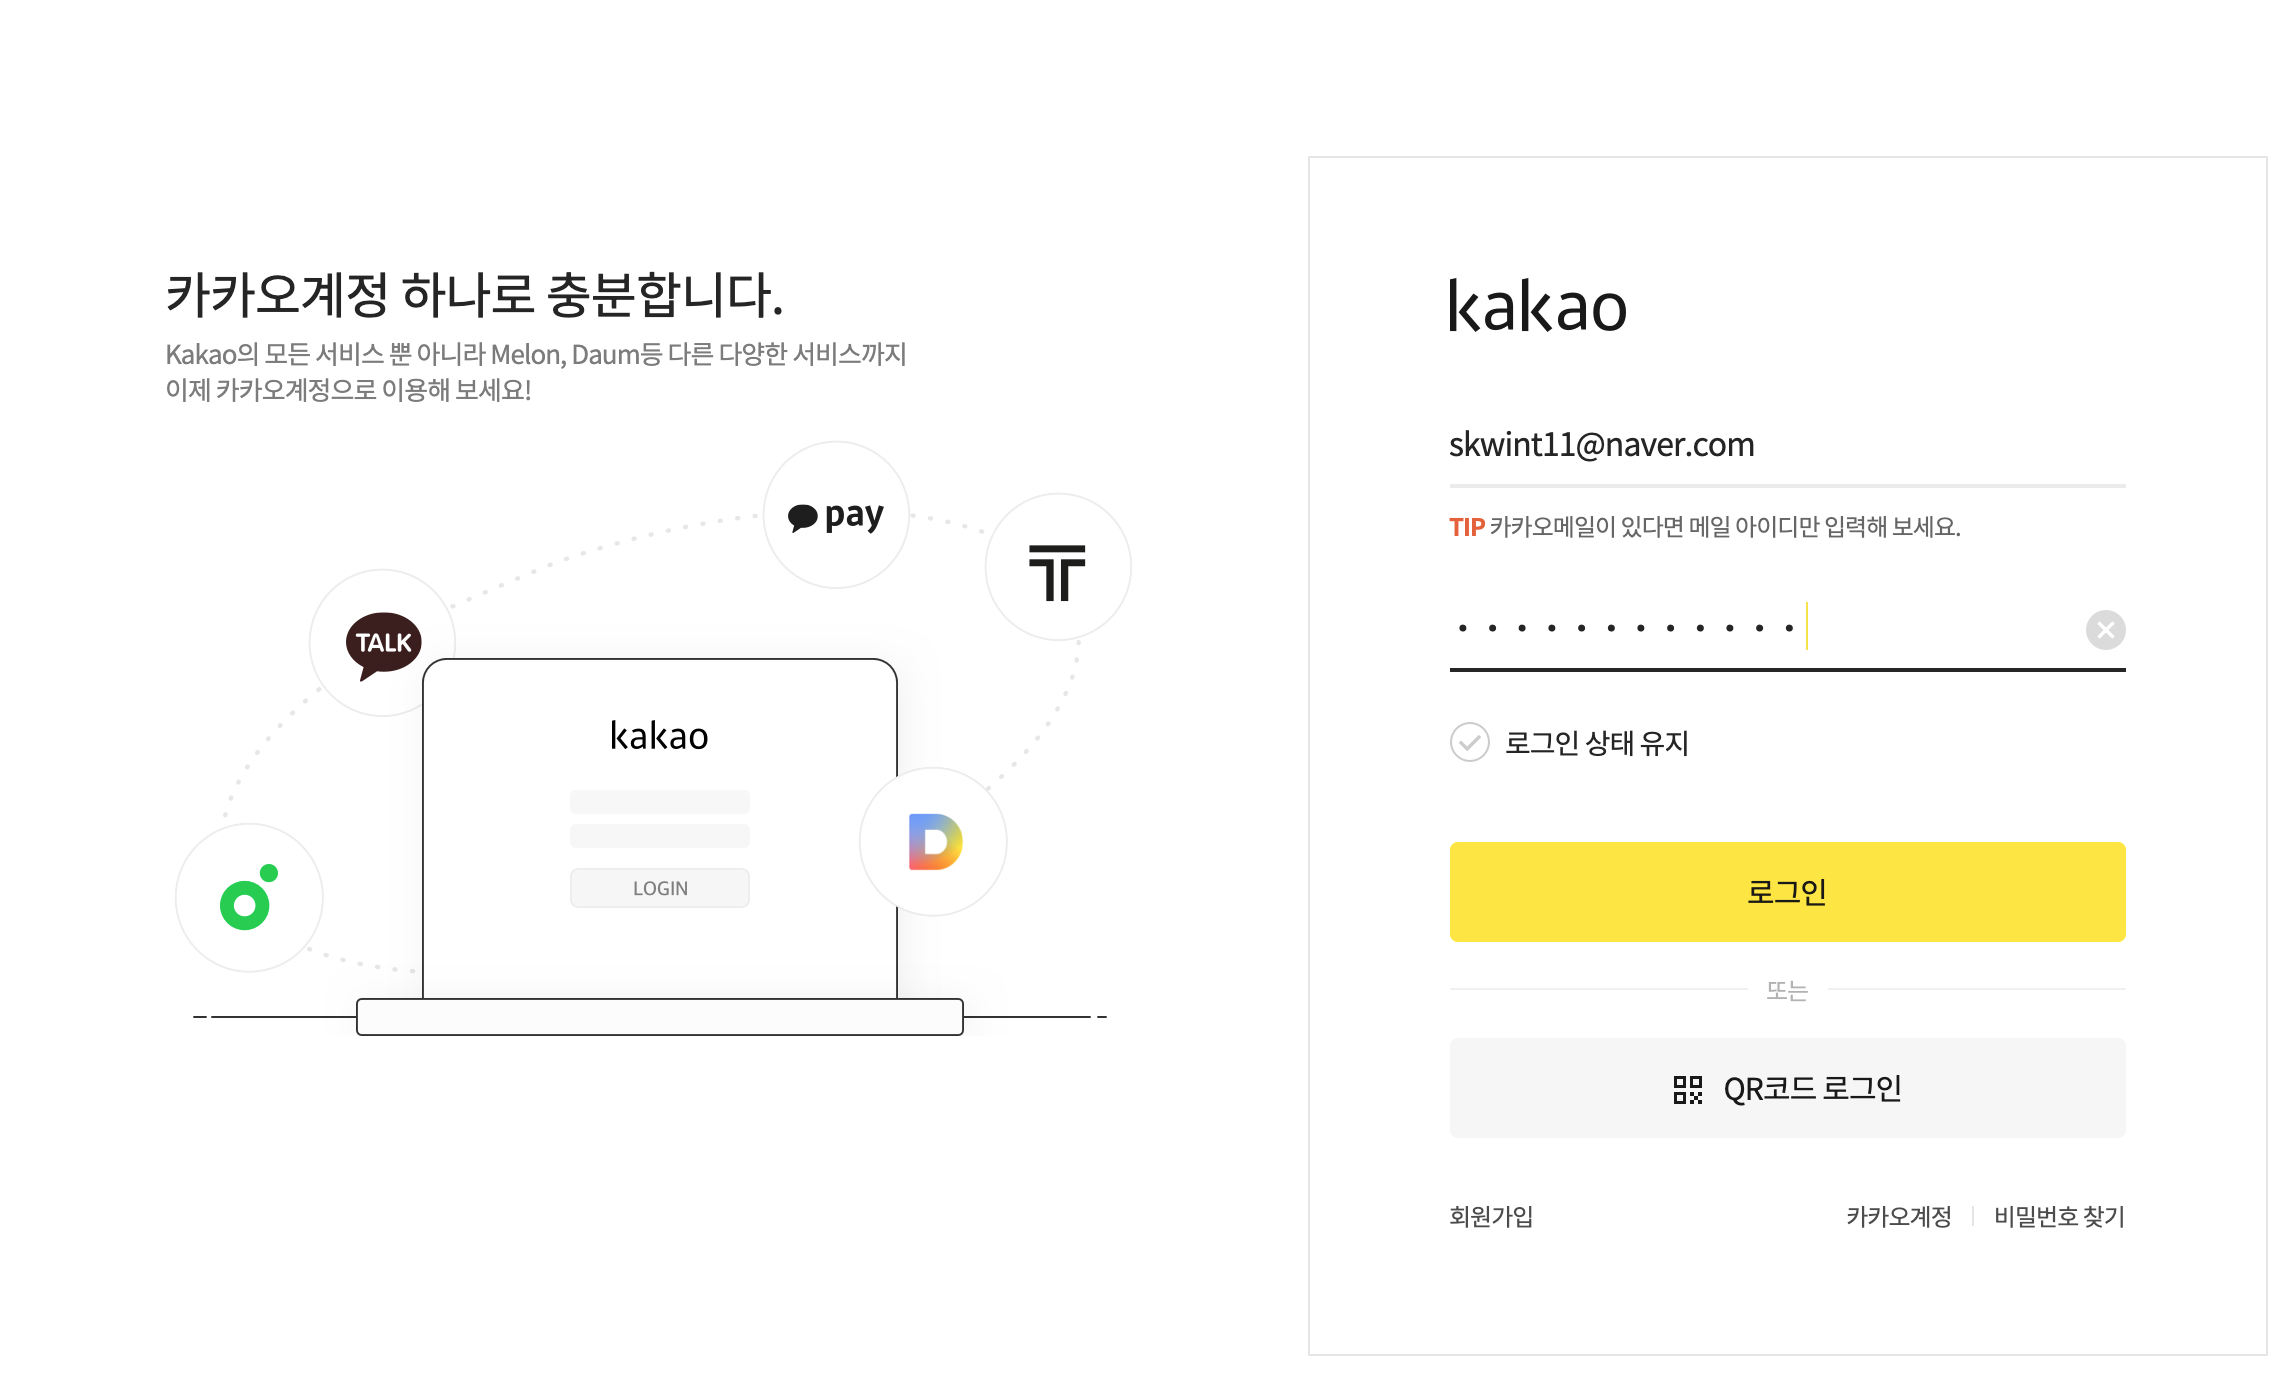 카카오계정 하나로 충분합니다.
Kakao의 모든 서비스 뿐 아니라 Melon, Daum등 다른 다양한 서비스까지
이제 카카오계정으로 이용해 보세요!
pay
TALK
kakao
LOGIN
kakao
skwint11@naver.com
TIP 카카오메일이 있다면 메일 아이디만 입력해 보세요.
로그인 상태 유지
로그인
또는
QR코드 로그인
회원가입
카카오계정
비밀번호 찾기